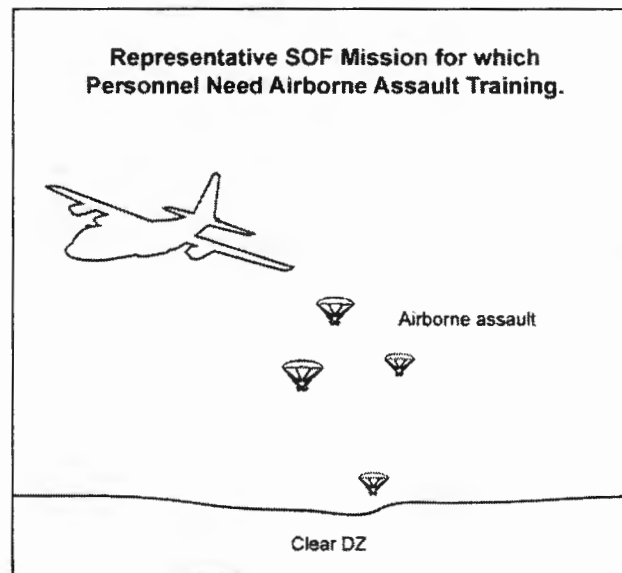 Representative SOF Mission for which
Personnel Need Airborne Assault Training.
Airborne assault
Clear DZ